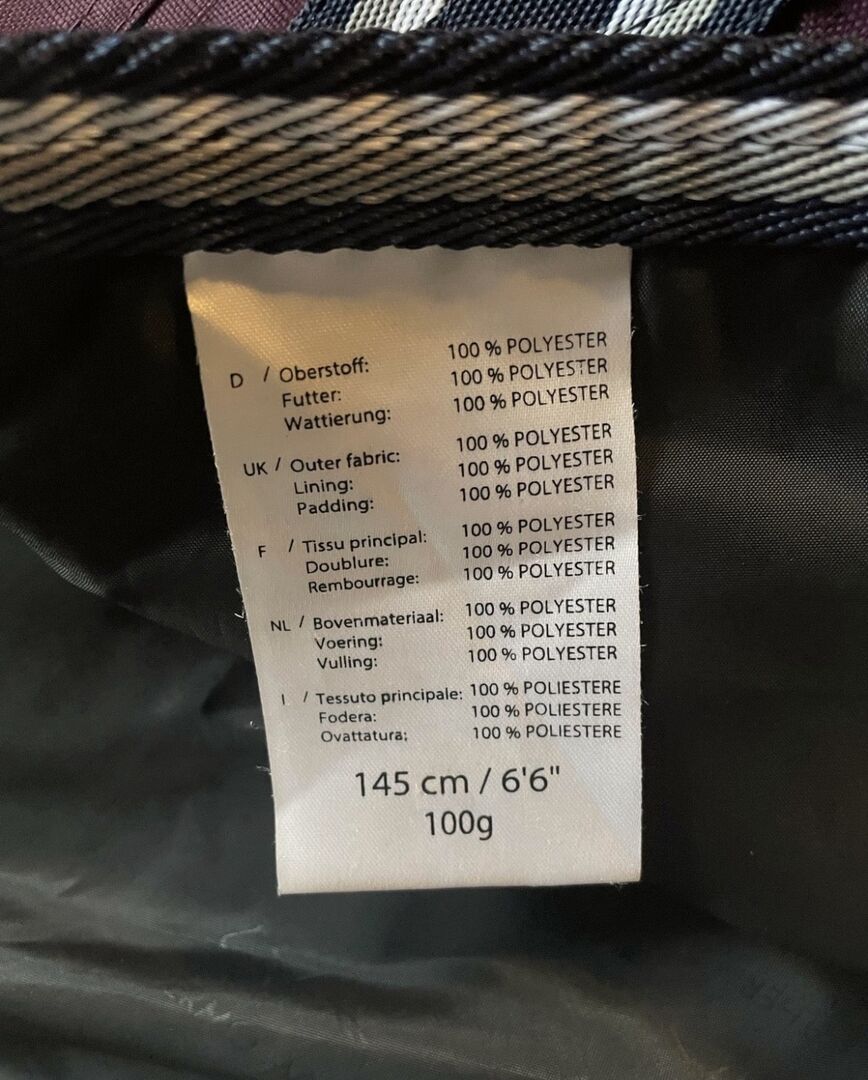 D / Oberstoff: 100 % POLYESTER
Futter: 100 % POLYESTER
Wattierung: 100 % POLYESTER
UK / Outer fabric: 100 % POLYESTER
Lining: 100 % POLYESTER
Padding: 100 % POLYESTER
F / Tissu principal: 100 % POLYESTER
Doublure: 100 % POLYESTER
Rembourrage: 100 % POLYESTER
NL / Bovenmateriaal: 100 % POLYESTER
Voering: 100 % POLYESTER
Vulling: 100 % POLYESTER
I / Tessuto principale: 100 % POLIESTERE
Fodera: 100 % POLIESTERE
Ovattatura: 100 % POLIESTERE
145 cm / 6'6"
100g